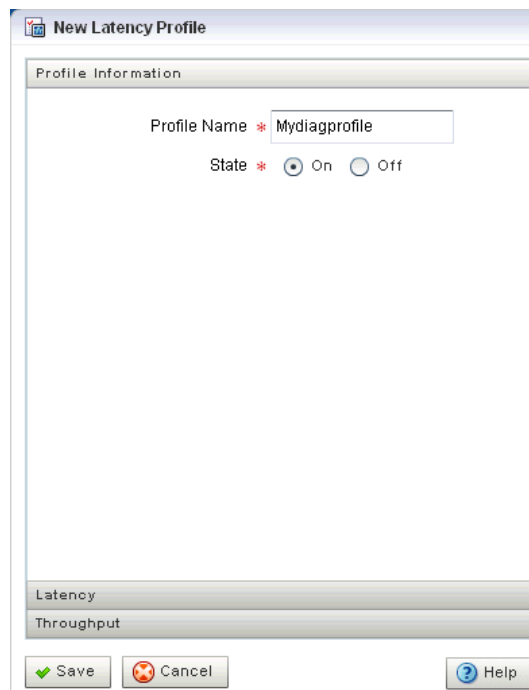 New Latency Profile
Profile Information
Profile Name * Mydiagprofile
State * On Off
Latency
Throughput
Save Cancel Help